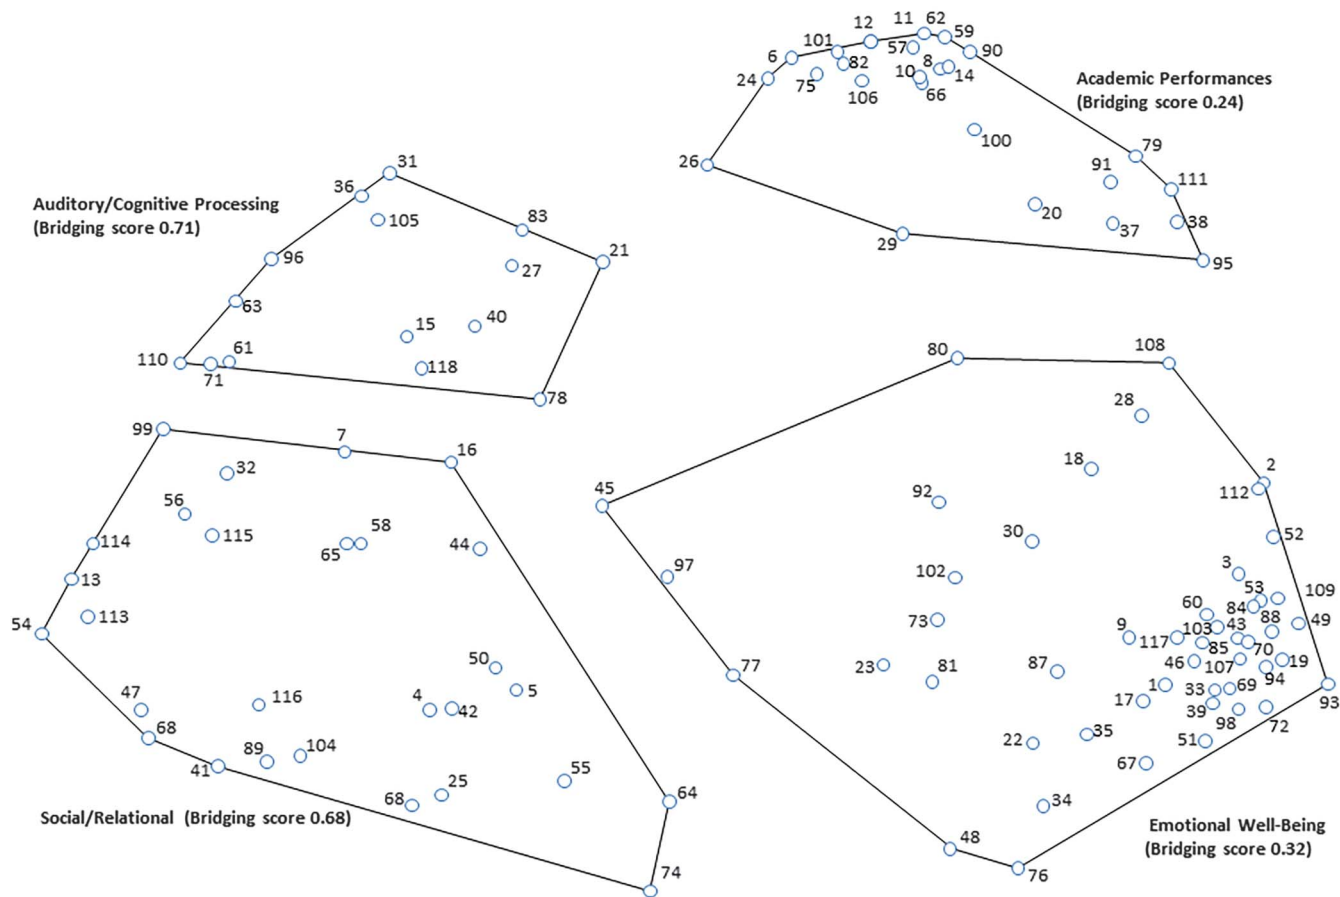 11 62
12 59
101 57 90
6 82 8
24 75 10 14
106 66
Academic Performances
(Bridging score 0.24)
100
79
26 91
111
20 38
37
29
95
31
36
Auditory/Cognitive Processing
(Bridging score 0.71)
105 83
96 21
27
63
15 40
110 61
71 118
78
99 7 16
32
56
115 58
114 65 44
13
113
54
50
5
47 116 4 42
68
89 104
41
25 55
68 64
Social/Relational (Bridging score 0.68)
74
80 108
28
18 2
45 92 112
30 52
97 102 3
53 109
60 84
73 9 103 43 88 49
117 85 70
23 81 87 46 107 19
77 1 94
33 69 93
17 39
98 72
22 35 51
67
34
48
Emotional Well-Being
(Bridging score 0.32)
76